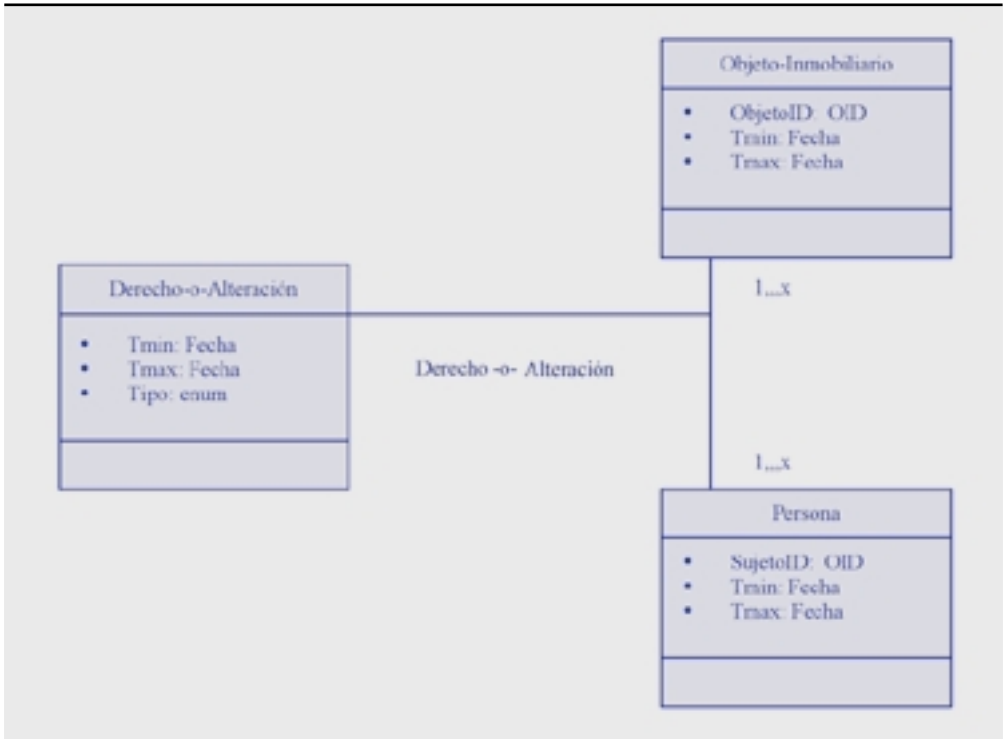 Objeto-Inmobiliario
• ObjetoID: OID
• Tmin: Fecha
• Tmax: Fecha
1...x
Derecho-o-Alteración
• Tmin: Fecha
• Tmax: Fecha
• Tipo: enum
Derecho -o- Alteración
1...x
Persona
• SujetoID: OID
• Tmin: Fecha
• Tmax: Fecha